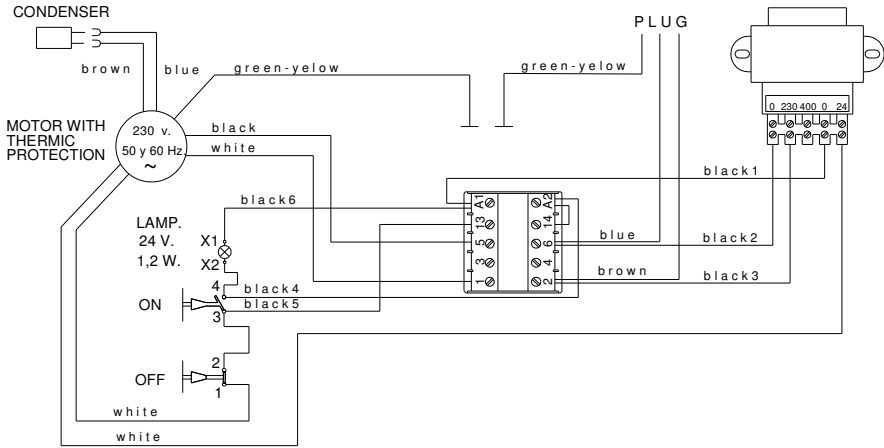 CONDENSER
brown
blue
green-yelow
PLUG
green-yelow
0 230 400 0 24
MOTOR WITH
THERMIC
PROTECTION
230 v.
50 y 60 Hz.
~
black
white
black1
black6
A1
13
5
3
1
A2
14
6
4
2
blue
black2
brown
black3
LAMP.
24 V.
1,2 W.
X1
X2
4
black4
black5
ON
3
2
OFF
1
white
white